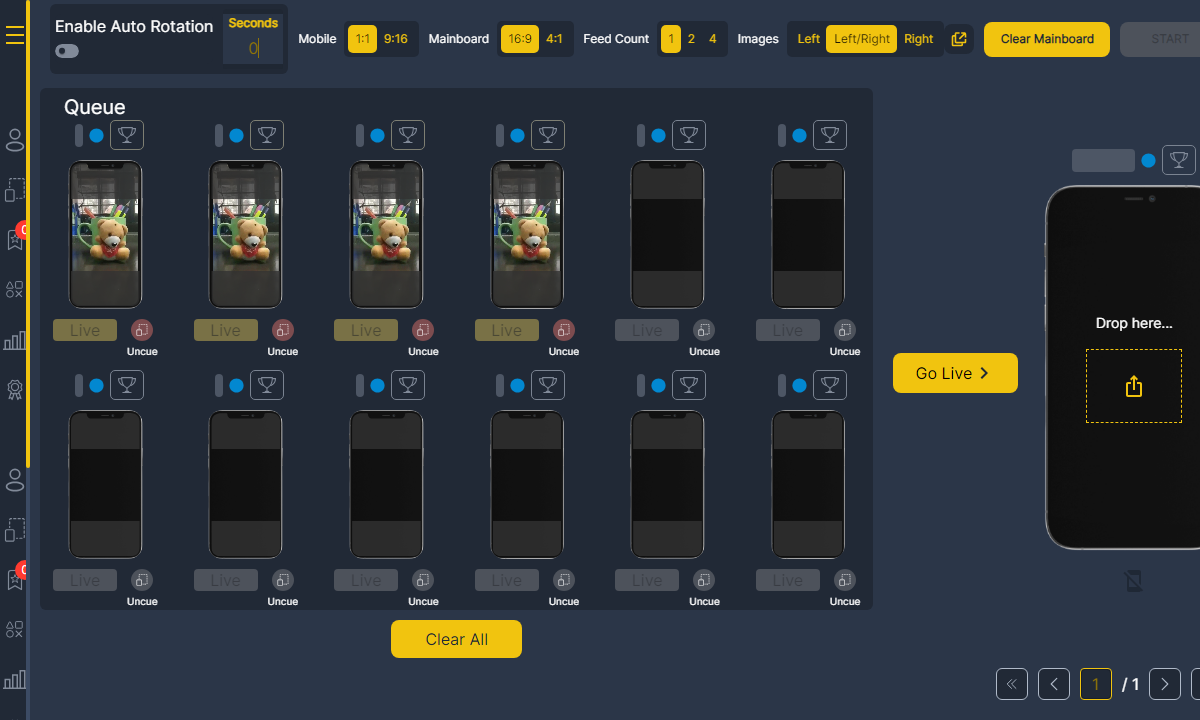 Enable Auto Rotation
Seconds
0
Mobile 1:1 9:16
Mainboard 16:9 4:1
Feed Count 1 2 4
Images Left Left/Right Right
Clear Mainboard
START
Queue
Live Live Live Live Live Live
Uncue Uncue Uncue Uncue Uncue Uncue
Live Live Live Live Live Live
Uncue Uncue Uncue Uncue Uncue Uncue
Clear All
Go Live
Drop here...
1 / 1